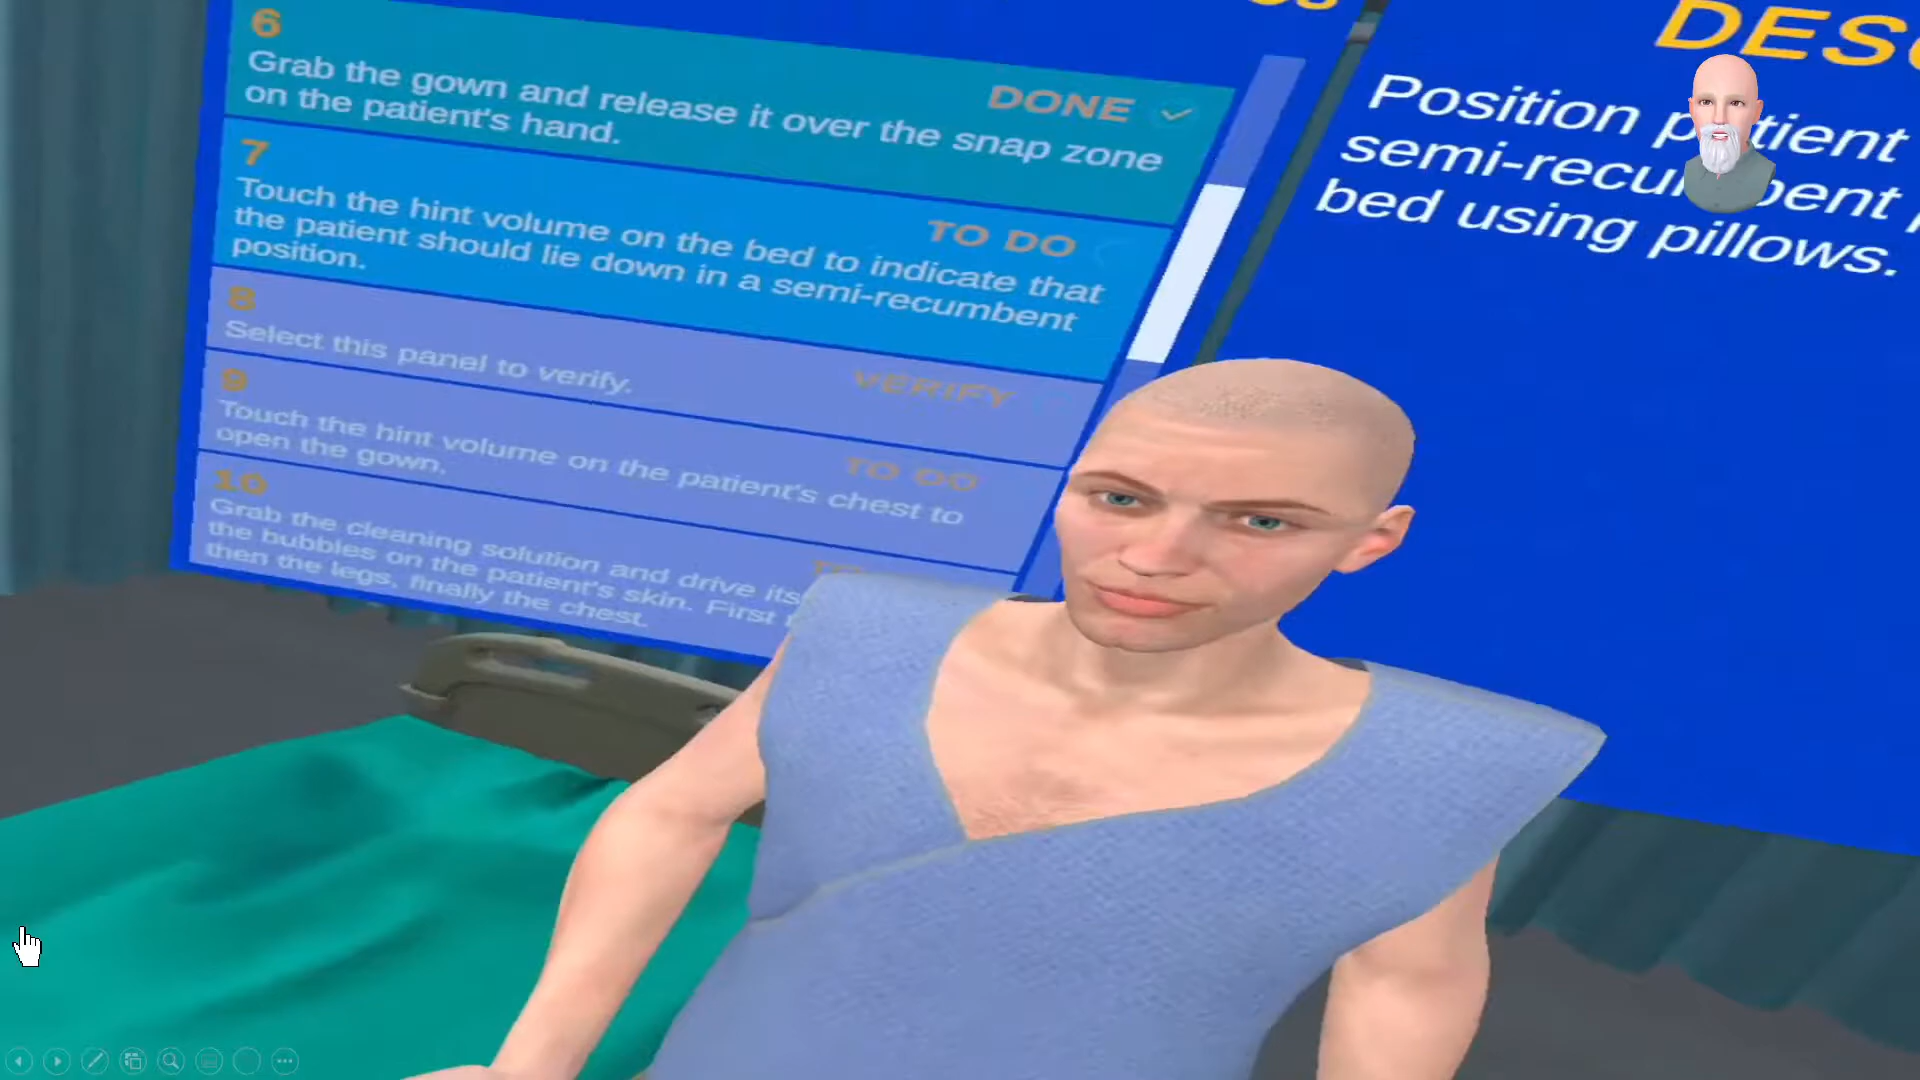 6
DONE
Grab the gown and release it over the snap zone
on the patient's hand.
7
TO DO
Touch the hint volume on the bed to indicate that
the patient should lie down in a semi-recumbent
position.
8
VERIFY
Select this panel to verify.
9
TO DO
Touch the hint volume on the patient's chest to
open the gown.
10
Grab the cleaning solution and drive its
the bubbles on the patient's skin. First
then the legs, finally the chest.
Position patient
semi-recumbent
bed using pillows.